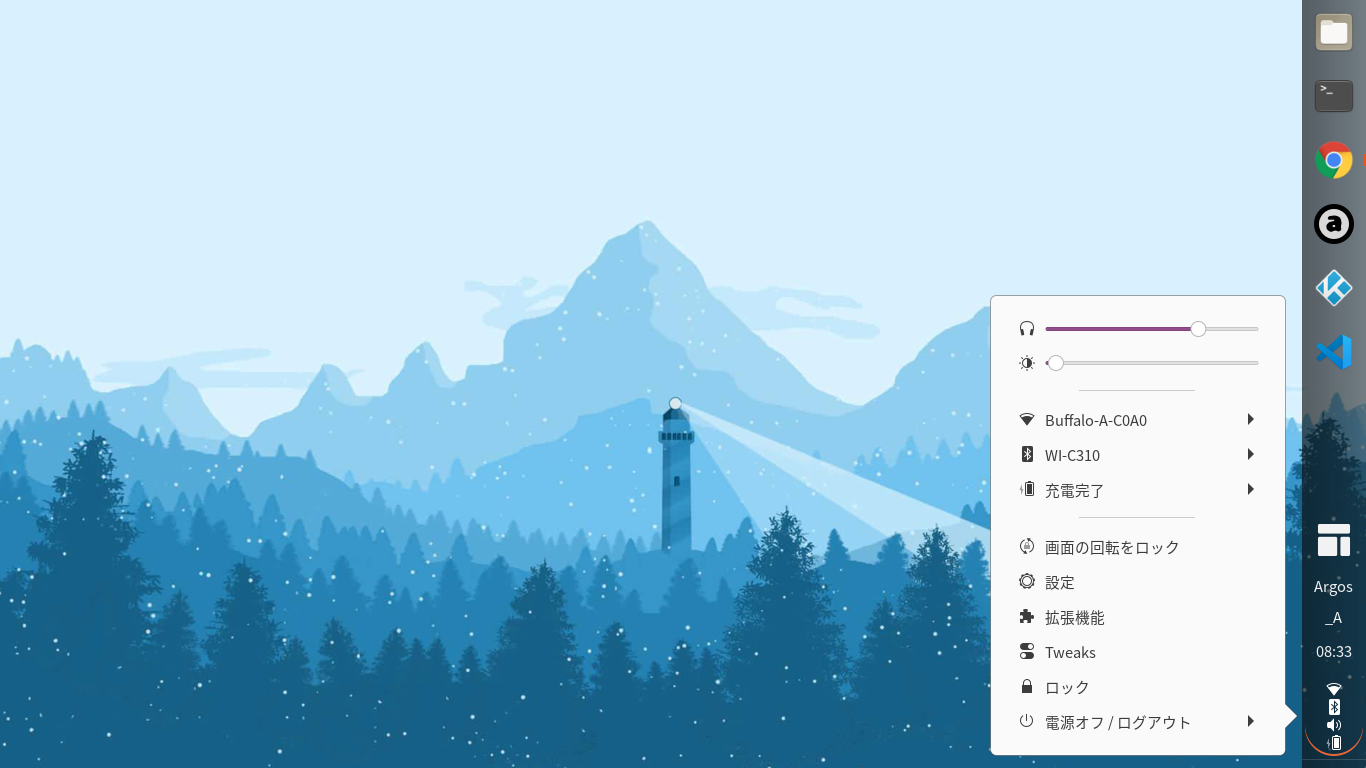 Buffalo-A-C0A0
WI-C310
充電完了
画面の回転をロック
設定
拡張機能
Tweaks
ロック
電源オフ / ログアウト
>_
a
Argos
_A
08:33